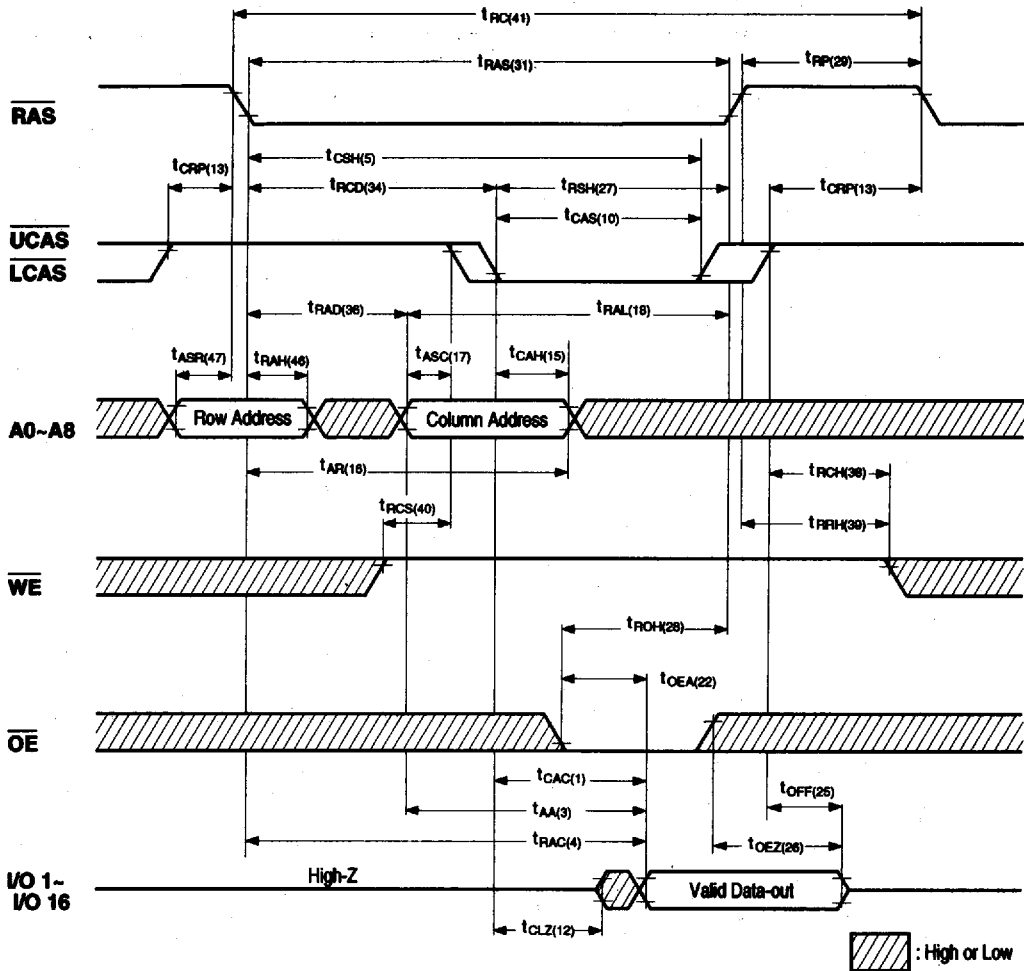 tRC(41)
tRAS(31)
tRP(29)
RAS
tCSH(5)
tCRP(13)
tRCD(34)
tRSH(27)
tCRP(13)
tCAS(10)
UCAS
LCAS
tRAD(36)
tRAL(18)
tASR(47)
tRAH(46)
tASC(17)
tCAH(15)
A0~A8
Row Address
Column Address
tAR(16)
tRCH(38)
tRCS(40)
tRRH(39)
WE
tROH(28)
tOEA(22)
OE
tCAC(1)
tOFF(25)
tAA(3)
tRAC(4)
tOEZ(26)
I/O 1~
I/O 16
High-Z
Valid Data-out
tCLZ(12)
: High or Low